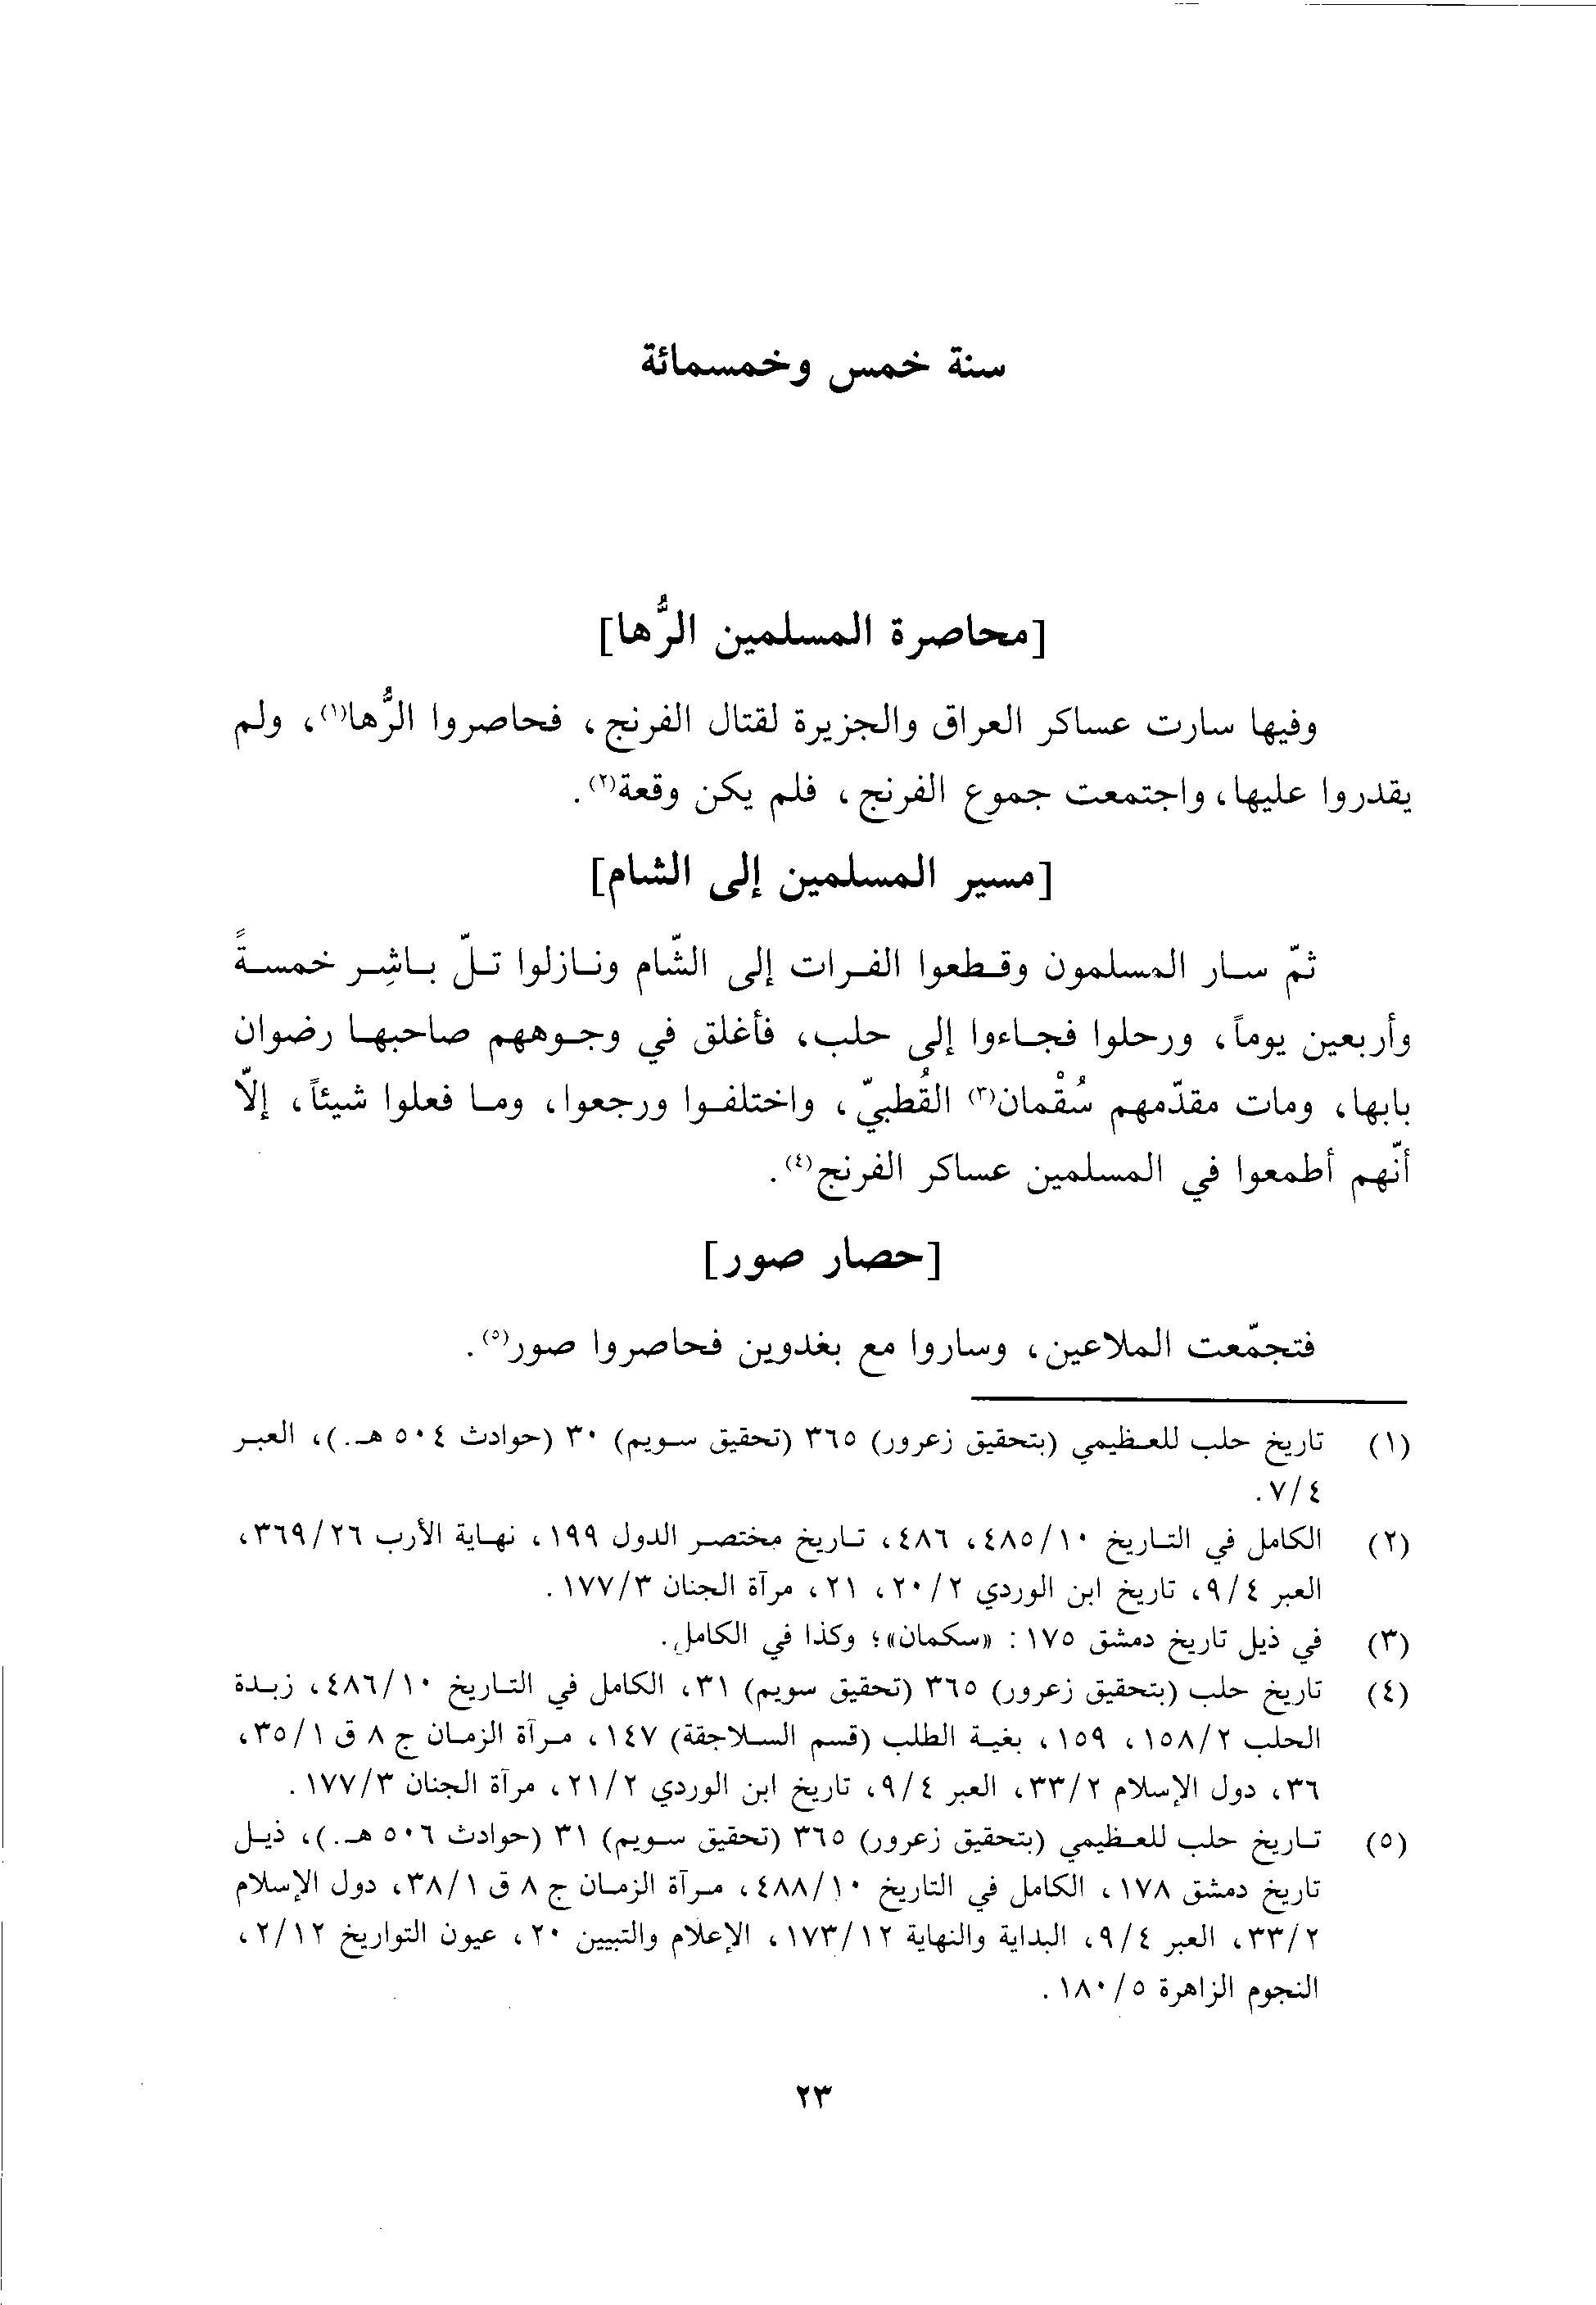 سنة خمس وخمسمائة
[محاصرة المسلمين الرُّها]
وفيها سارت عساكر العراق والجزيرة لقتال الفرنج، فحاصروا الرُّها(١)، ولم
يقدروا عليها، واجتمعت جموع الفرنج، فلم يكن وقعة(٢).
[مسير المسلمين إلى الشام]
ثمّ سار المسلمون وقطعوا الفرات إلى الشّام ونازلوا تلّ باشِر خمسةً
وأربعين يوماً، ورحلوا فجاءوا إلى حلب، فأغلق في وجوههم صاحبها رضوان
بابها، ومات مقدّمهم سُقْمان(٣) القُطبيّ، واختلفوا ورجعوا، وما فعلوا شيئاً، إلاّ
أنّهم أطمعوا في المسلمين عساكر الفرنج(٤).
[حصار صور]
فتجمّعت الملاعين، وساروا مع بغدوين فحاصروا صور(٥).
(١) تاريخ حلب للعظيمي (بتحقيق زعرور) ٣٦٥ (تحقيق سويم) ٣٠ (حوادث ٥٠٤ هـ.)، العبر
٧/٤.
(٢) الكامل في التاريخ ٤٨٥/١٠، ٤٨٦، تاريخ مختصر الدول ١٩٩، نهاية الأرب ٣٦٩/٢٦،
العبر ٩/٤، تاريخ ابن الوردي ٢٠/٢، ٢١، مرآة الجنان ١٧٧/٣.
(٣) في ذيل تاريخ دمشق ١٧٥: «سكمان»؛ وكذا في الكامل.
(٤) تاريخ حلب (بتحقيق زعرور) ٣٦٥ (تحقيق سويم) ٣١، الكامل في التاريخ ٤٨٦/١٠، زبدة
الحلب ١٥٨/٢، ١٥٩، بغية الطلب (قسم السلاجقة) ١٤٧، مرآة الزمان ج ٨ ق ٣٥/١،
٣٦، دول الإسلام ٣٣/٢، العبر ٩/٤، تاريخ ابن الوردي ٢١/٢، مرآة الجنان ١٧٧/٣.
(٥) تاريخ حلب للعظيمي (بتحقيق زعرور) ٣٦٥ (تحقيق سويم) ٣١ (حوادث ٥٠٦ هـ.)، ذيل
تاريخ دمشق ١٧٨، الكامل في التاريخ ٤٨٨/١٠، مرآة الزمان ج ٨ ق ٣٨/١، دول الإسلام
٣٣/٢، العبر ٩/٤، البداية والنهاية ١٧٣/١٢، الإعلام والتبيين ٢٠، عيون التواريخ ٢/١٢،
النجوم الزاهرة ١٨٠/٥.
٢٣